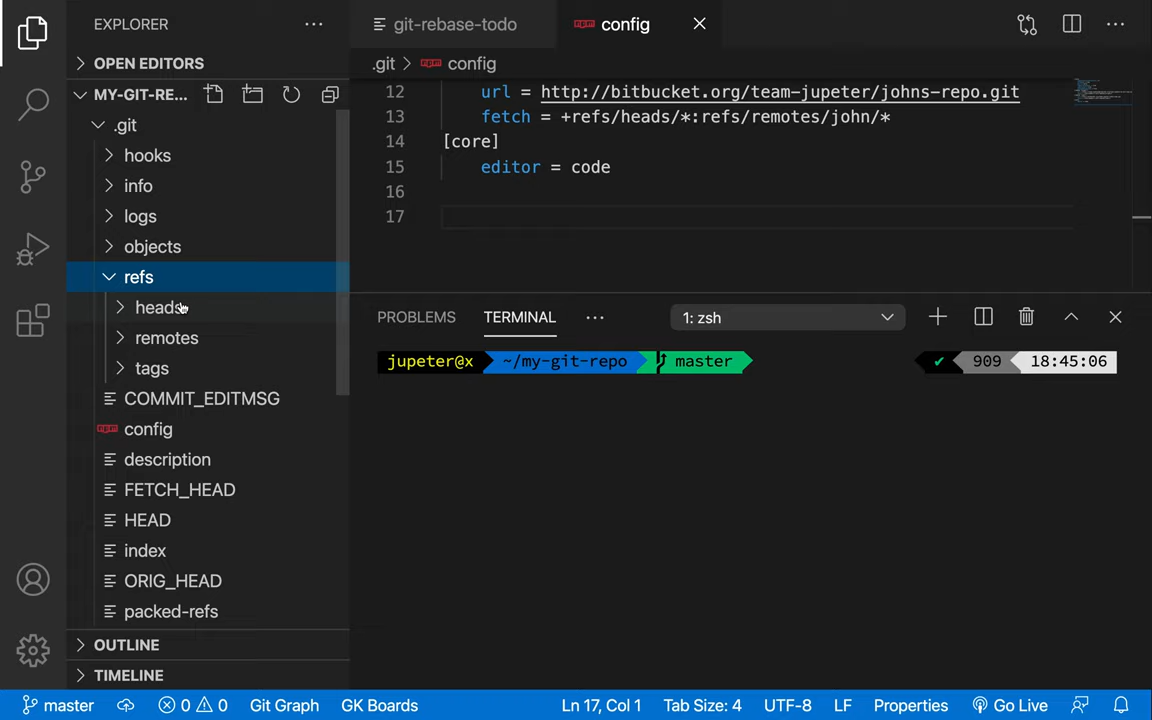 EXPLORER
OPEN EDITORS
MY-GIT-RE...
.git
hooks
info
logs
objects
refs
heads
remotes
tags
COMMIT_EDITMSG
config
description
FETCH_HEAD
HEAD
index
ORIG_HEAD
packed-refs
OUTLINE
TIMELINE
git-rebase-todo
config
.git > config
12 url = http://bitbucket.org/team-jupeter/johns-repo.git
13 fetch = +refs/heads/*:refs/remotes/john/*
14 [core]
15 editor = code
16
17
PROBLEMS TERMINAL ... 1: zsh
jupeter@x ~/my-git-repo master ✔ 909 18:45:06
master 0 0 Git Graph GK Boards Ln 17, Col 1 Tab Size: 4 UTF-8 LF Properties Go Live